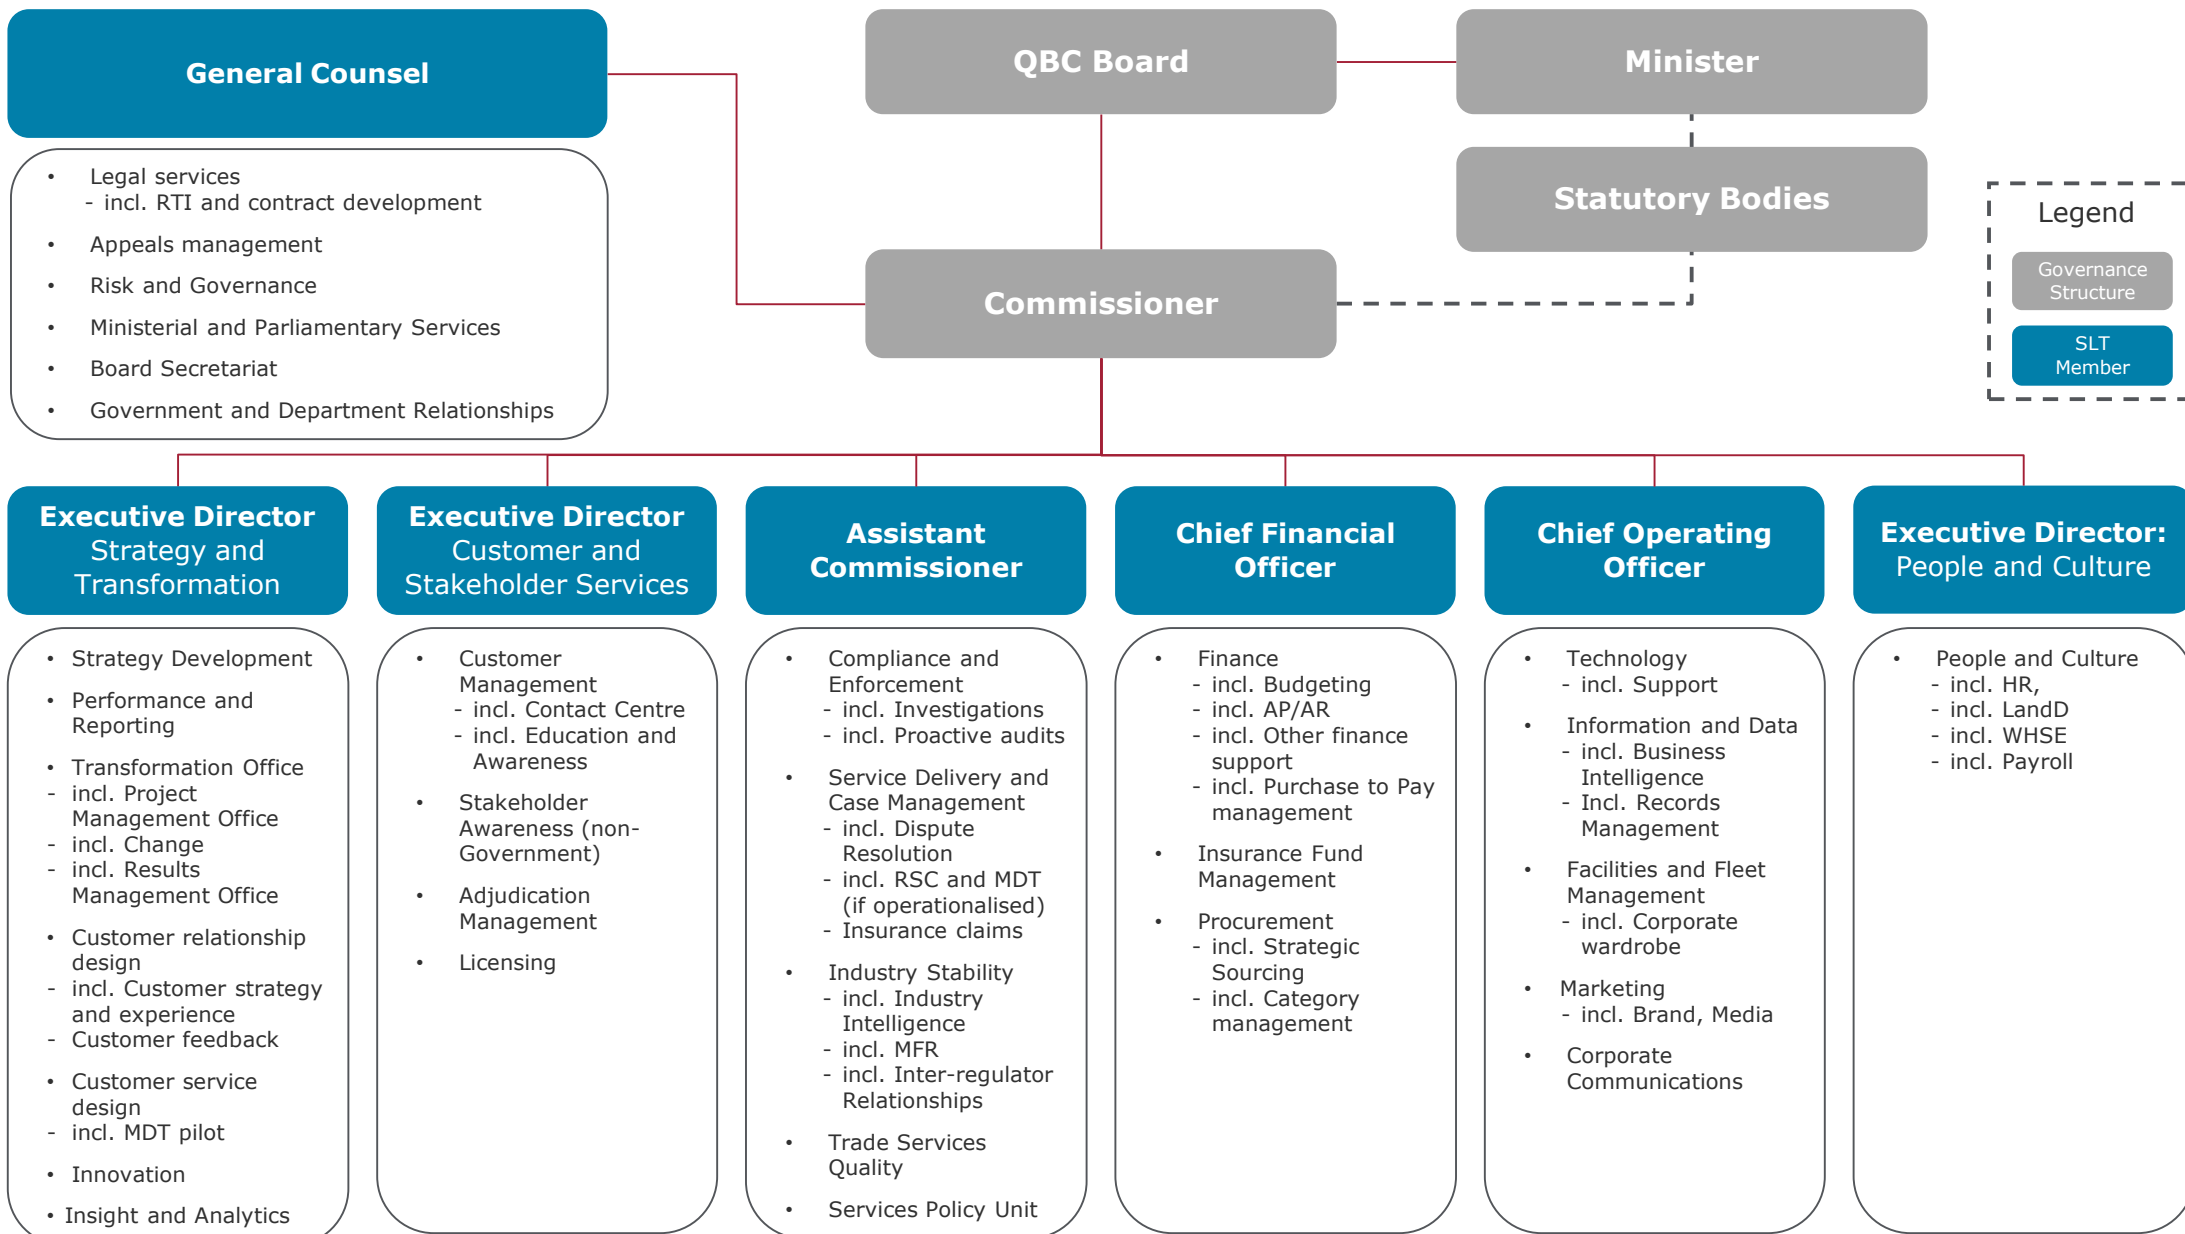 General Counsel
QBC Board
Minister
Statutory Bodies
Commissioner
Legend
Governance
Structure
SLT
Member
• Legal services
- incl. RTI and contract development
• Appeals management
• Risk and Governance
• Ministerial and Parliamentary Services
• Board Secretariat
• Government and Department Relationships
Executive Director
Strategy and
Transformation
• Strategy Development
• Performance and
Reporting
• Transformation Office
- incl. Project
Management Office
- incl. Change
- incl. Results
Management Office
• Customer relationship
design
- incl. Customer strategy
and experience
- Customer feedback
• Customer service
design
- incl. MDT pilot
• Innovation
• Insight and Analytics
Executive Director
Customer and
Stakeholder Services
• Customer
Management
- incl. Contact Centre
- incl. Education and
Awareness
• Stakeholder
Awareness (non-
Government)
• Adjudication
Management
• Licensing
Assistant
Commissioner
• Compliance and
Enforcement
- incl. Investigations
- incl. Proactive audits
• Service Delivery and
Case Management
- incl. Dispute
Resolution
- incl. RSC and MDT
(if operationalised)
- Insurance claims
• Industry Stability
- incl. Industry
Intelligence
- incl. MFR
- incl. Inter-regulator
Relationships
• Trade Services
Quality
• Services Policy Unit
Chief Financial
Officer
• Finance
- incl. Budgeting
- incl. AP/AR
- incl. Other finance
support
- incl. Purchase to Pay
management
• Insurance Fund
Management
• Procurement
- incl. Strategic
Sourcing
- incl. Category
management
Chief Operating
Officer
• Technology
- incl. Support
• Information and Data
- incl. Business
Intelligence
- Incl. Records
Management
• Facilities and Fleet
Management
- incl. Corporate
wardrobe
• Marketing
- incl. Brand, Media
• Corporate
Communications
Executive Director:
People and Culture
• People and Culture
- incl. HR,
- incl. LandD
- incl. WHSE
- incl. Payroll